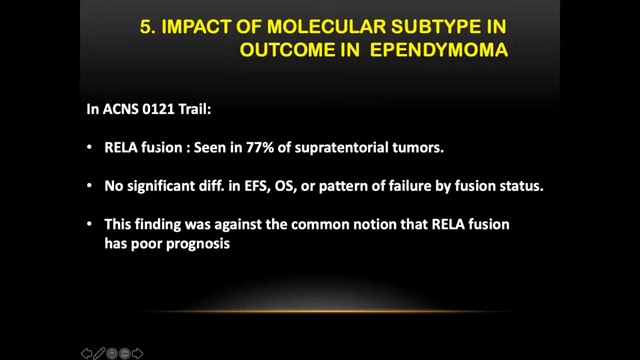 5. IMPACT OF MOLECULAR SUBTYPE IN
OUTCOME IN EPENDYMOMA
In ACNS 0121 Trail:
• RELA fusion : Seen in 77% of supratentorial tumors.
• No significant diff. in EFS, OS, or pattern of failure by fusion status.
• This finding was against the common notion that RELA fusion
has poor prognosis